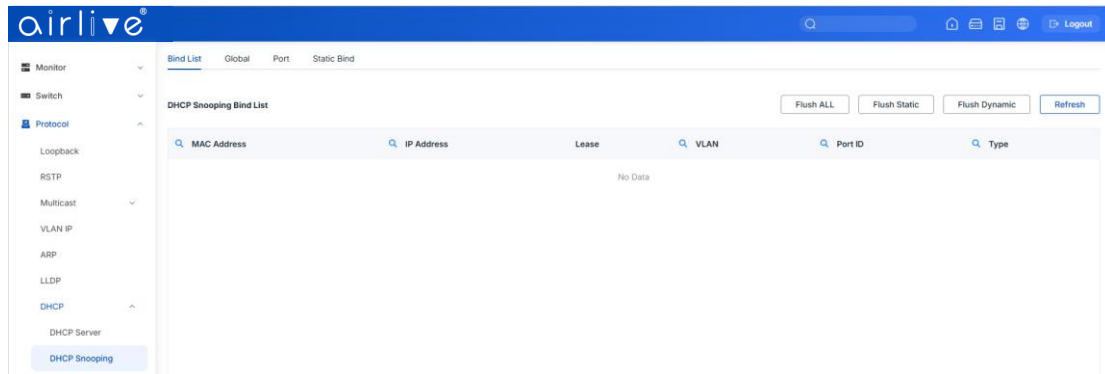 airlive®
Logout
Monitor
Switch
Protocol
Loopback
RSTP
Multicast
VLAN IP
ARP
LLDP
DHCP
DHCP Server
DHCP Snooping
Bind List Global Port Static Bind
DHCP Snooping Bind List Flush ALL Flush Static Flush Dynamic Refresh
MAC Address IP Address Lease VLAN Port ID Type
No Data